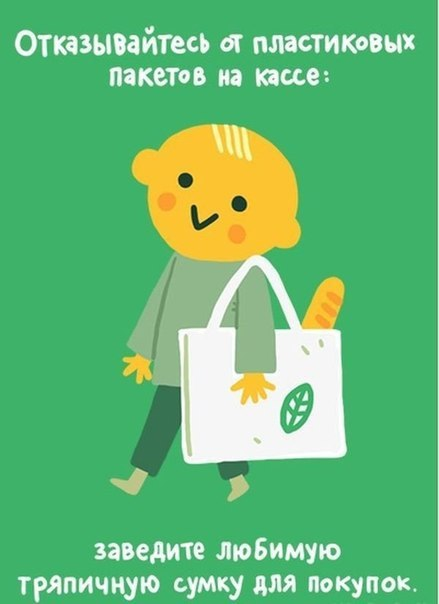 Отказывайтесь от пластиковых
пакетов на кассе:
заведите любимую
тряпичную сумку для покупок.